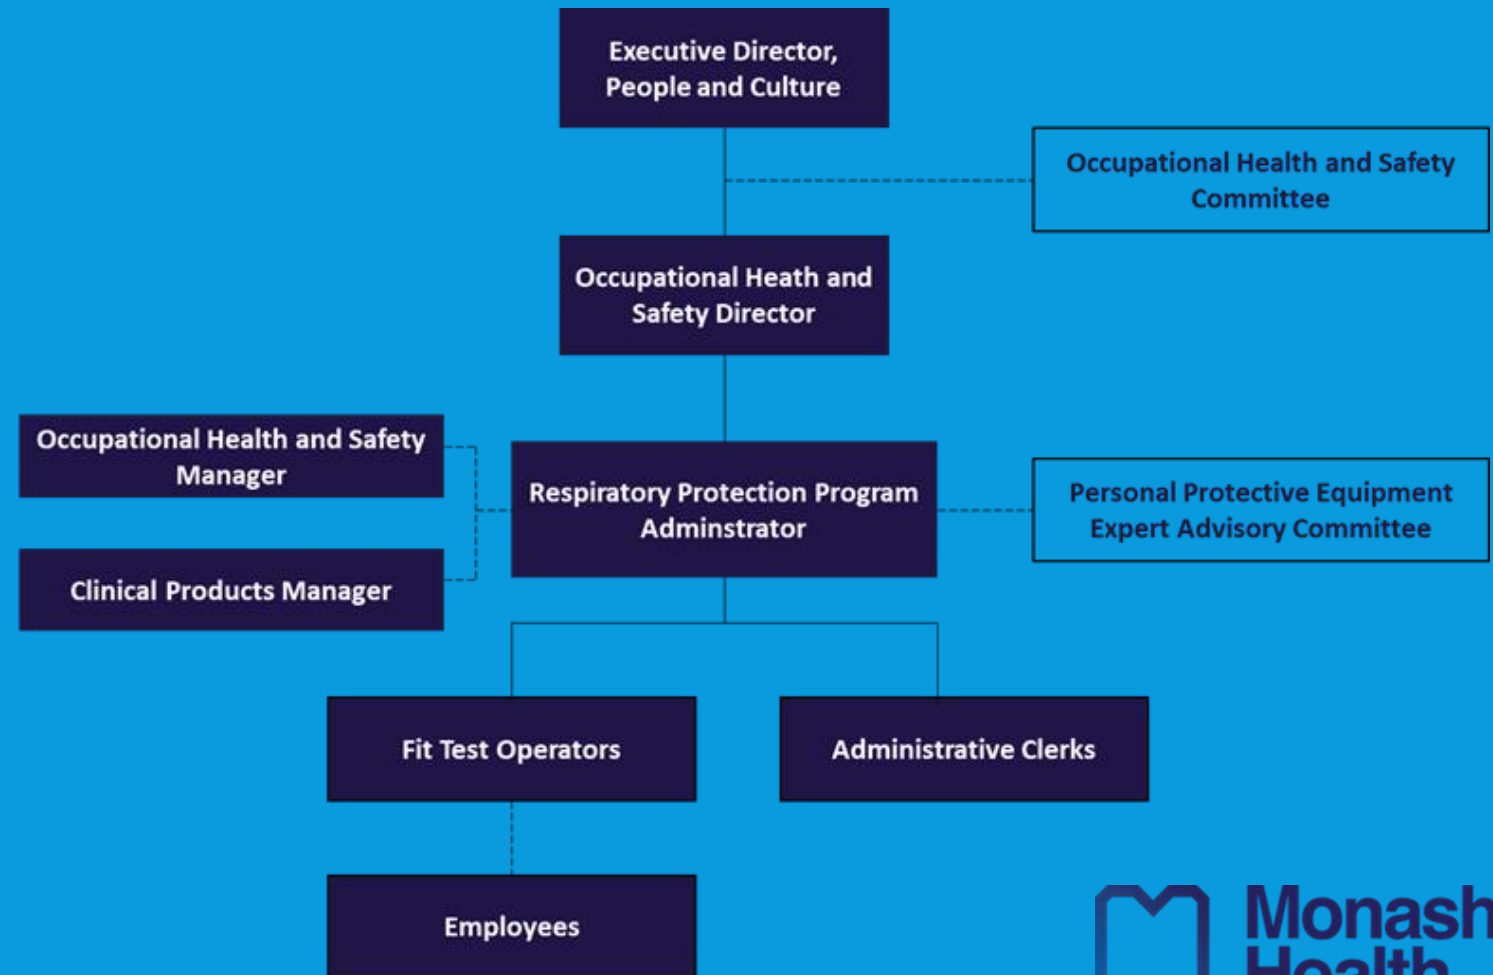 Executive Director,
People and Culture
Occupational Health and Safety
Committee
Occupational Heath and
Safety Director
Occupational Health and Safety
Manager
Respiratory Protection Program
Adminstrator
Personal Protective Equipment
Expert Advisory Committee
Clinical Products Manager
Fit Test Operators
Administrative Clerks
Employees
Monash
Health